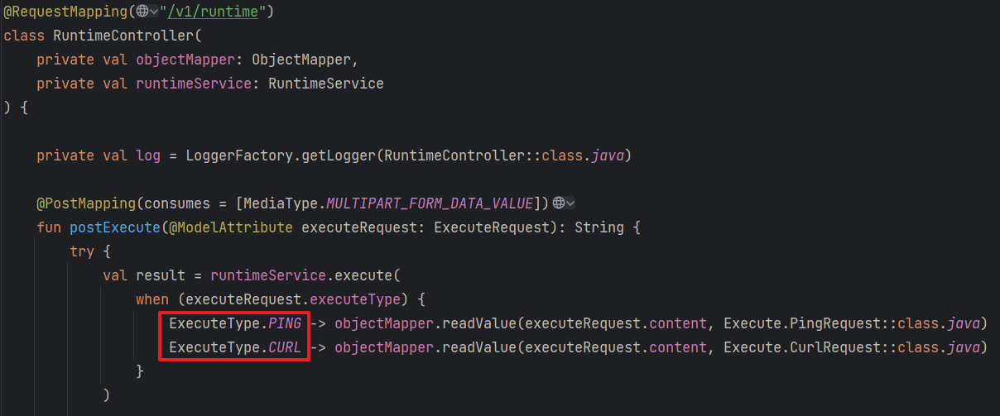 @RequestMapping("/v1/runtime")
class RuntimeController(
    private val objectMapper: ObjectMapper,
    private val runtimeService: RuntimeService
) {
    private val log = LoggerFactory.getLogger(RuntimeController::class.java)
    @PostMapping(consumes = [MediaType.MULTIPART_FORM_DATA_VALUE])
    fun postExecute(@ModelAttribute executeRequest: ExecuteRequest): String {
        try {
            val result = runtimeService.execute(
                when (executeRequest.executeType) {
                    ExecuteType.PING -> objectMapper.readValue(executeRequest.content, Execute.PingRequest::class.java)
                    ExecuteType.CURL -> objectMapper.readValue(executeRequest.content, Execute.CurlRequest::class.java)
                }
            )